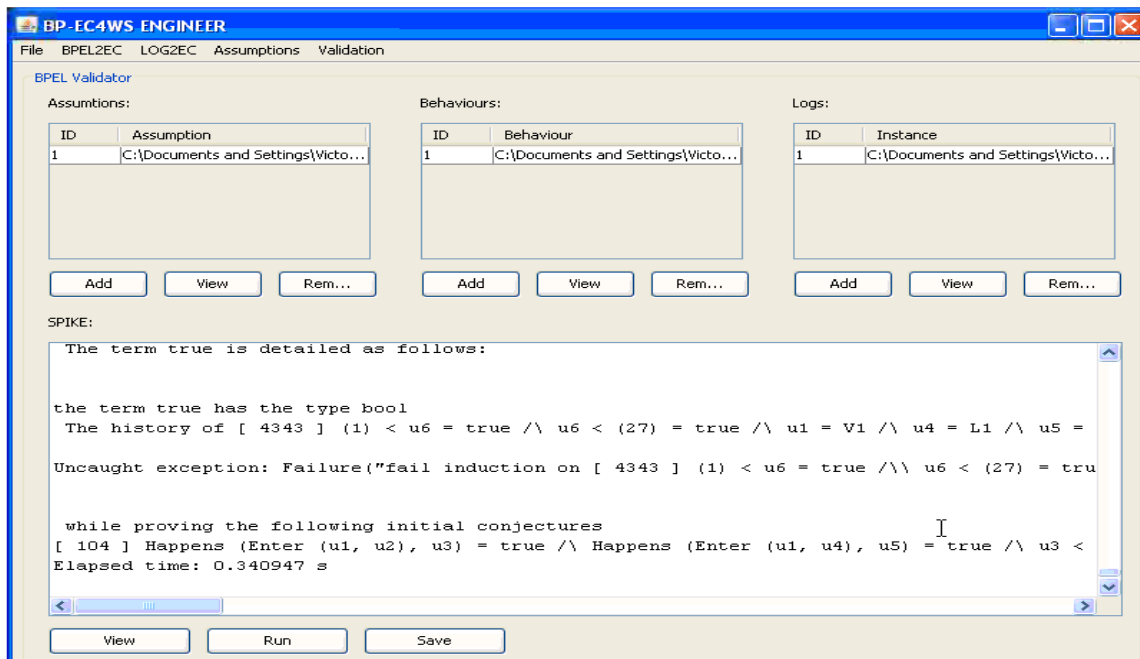 BP-EC4WS ENGINEER
File BPEL2EC LOG2EC Assumptions Validation
BPEL Validator
Assumtions: Behaviours: Logs:
ID Assumption ID Behaviour ID Instance
1 C:\Documents and Settings\Victo... 1 C:\Documents and Settings\Victo... 1 C:\Documents and Settings\Victo...
Add View Rem... Add View Rem... Add View Rem...
SPIKE:
The term true is detailed as follows:
the term true has the type bool
The history of [ 4343 ] (1) < u6 = true /\ u6 < (27) = true /\ u1 = V1 /\ u4 = L1 /\ u5 =
Uncaught exception: Failure("fail induction on [ 4343 ] (1) < u6 = true /\\ u6 < (27) = tru
while proving the following initial conjectures
[ 104 ] Happens (Enter (u1, u2), u3) = true /\ Happens (Enter (u1, u4), u5) = true /\ u3 <
Elapsed time: 0.340947 s
View Run Save